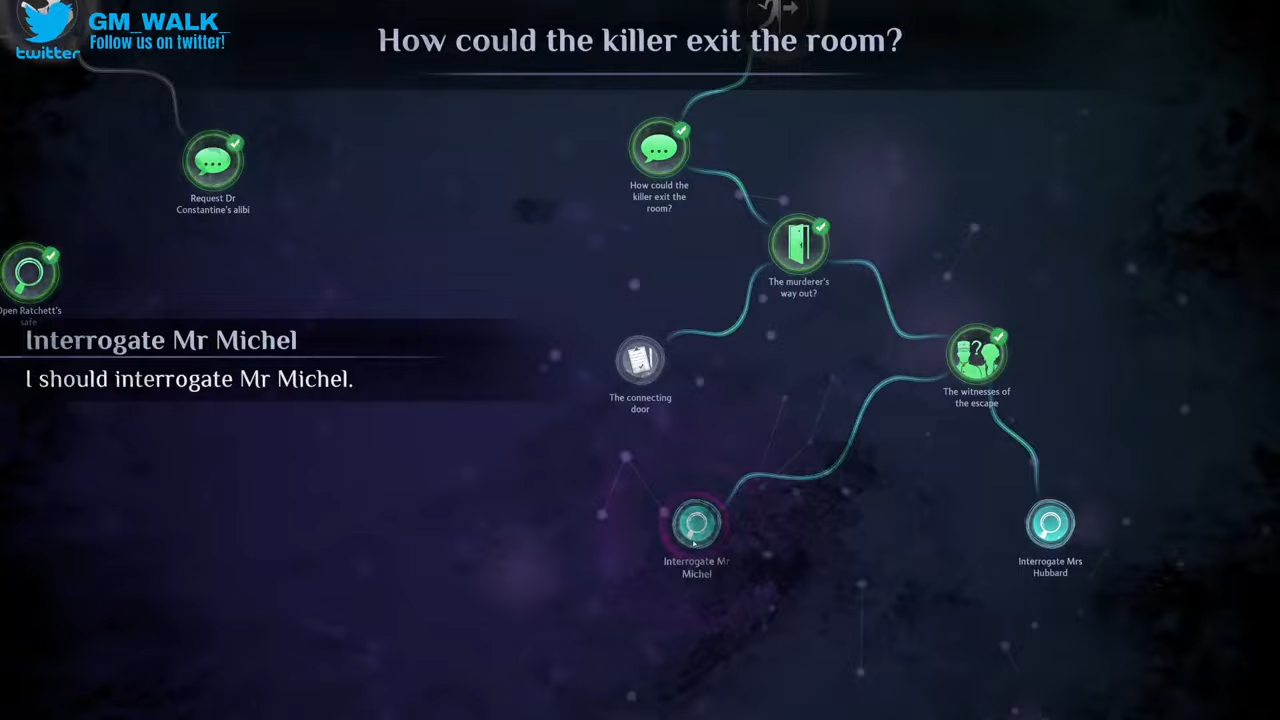 GM_WALK_
Follow us on twitter!
twitter
How could the killer exit the room?
Request Dr
Constantine's alibi
How could the
killer exit the
room?
The murderer's
way out?
Open Ratchett's
safe
Interrogate Mr Michel
I should interrogate Mr Michel.
The connecting
door
The witnesses of
the escape
Interrogate Mr
Michel
Interrogate Mrs
Hubbard